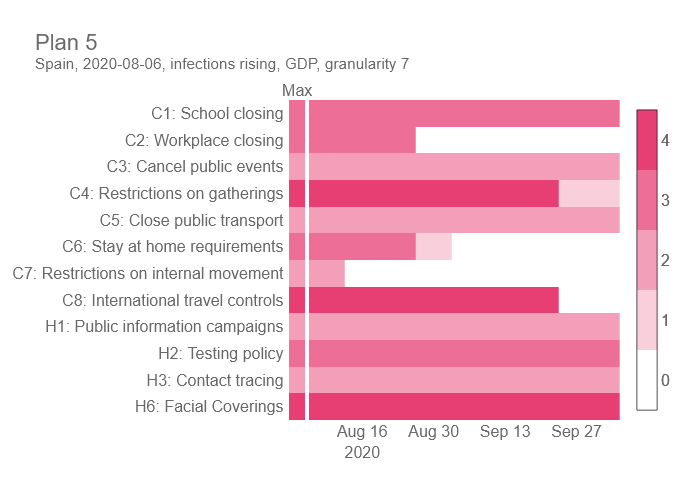 Plan 5
Spain, 2020-08-06, infections rising, GDP, granularity 7
Max
C1: School closing
C2: Workplace closing
C3: Cancel public events
C4: Restrictions on gatherings
C5: Close public transport
C6: Stay at home requirements
C7: Restrictions on internal movement
C8: International travel controls
H1: Public information campaigns
H2: Testing policy
H3: Contact tracing
H6: Facial Coverings
Aug 16 Aug 30 Sep 13 Sep 27
2020
4
3
2
1
0